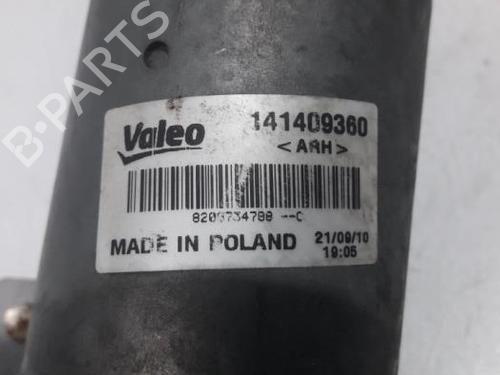 B-PARTS
Valeo
141409360
<ARH>
8200734788 --C
MADE IN POLAND
21/09/10
19:05